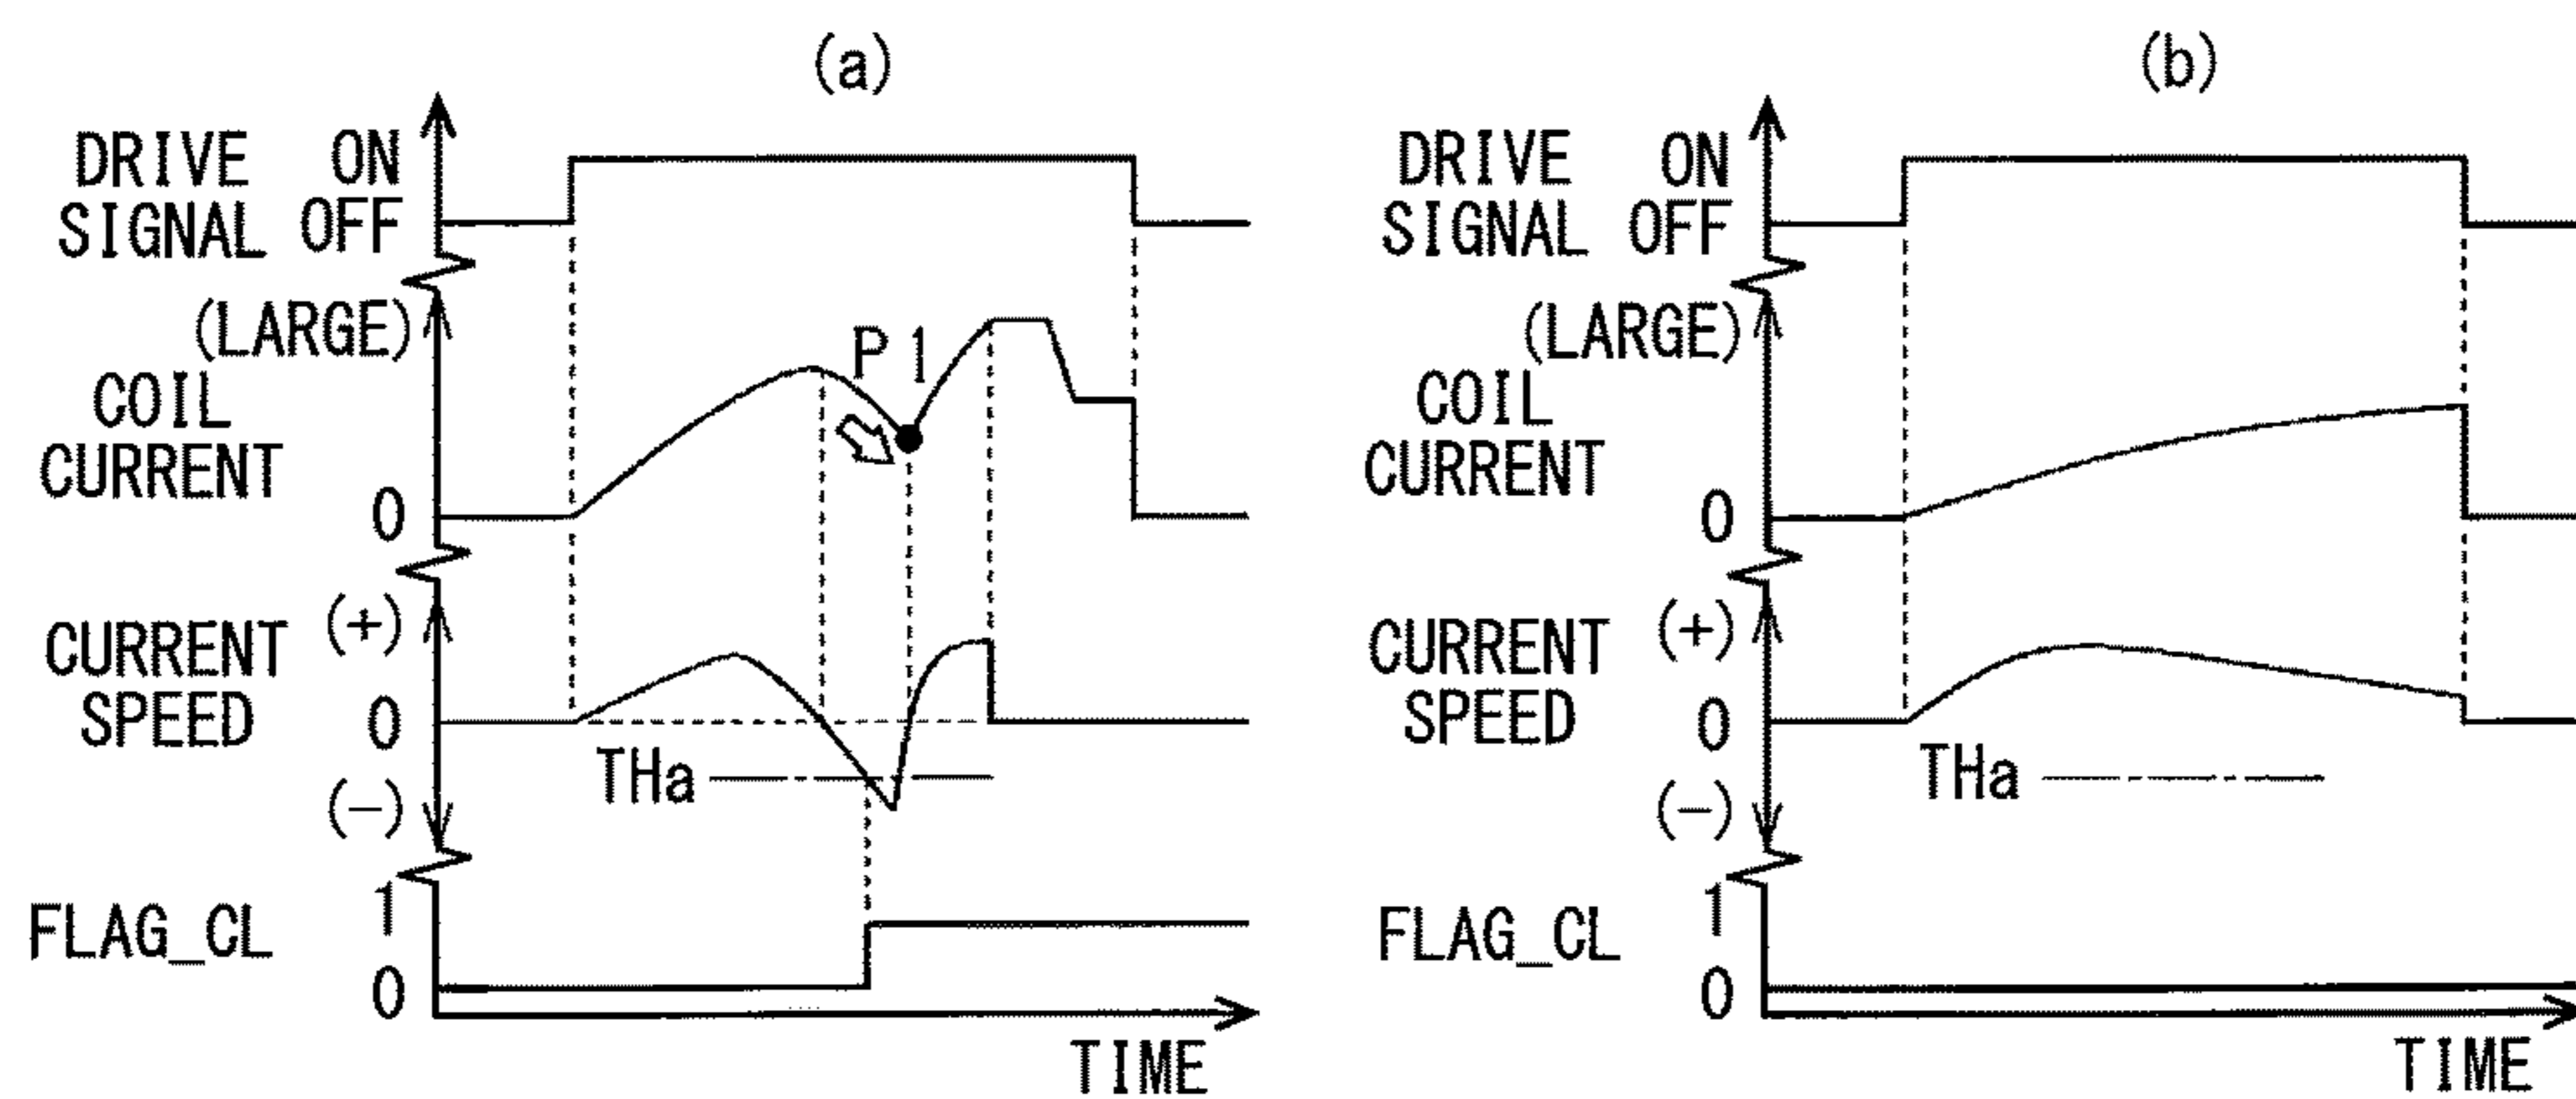 (a)
DRIVE ON
SIGNAL OFF
(LARGE)
P1
COIL
CURRENT
0
(+)
CURRENT
SPEED 0
THa
(-)
1
FLAG_CL
0
TIME
(b)
DRIVE ON
SIGNAL OFF
(LARGE)
COIL
CURRENT
0
(+)
CURRENT
SPEED 0
THa
(-)
1
FLAG_CL
0
TIME